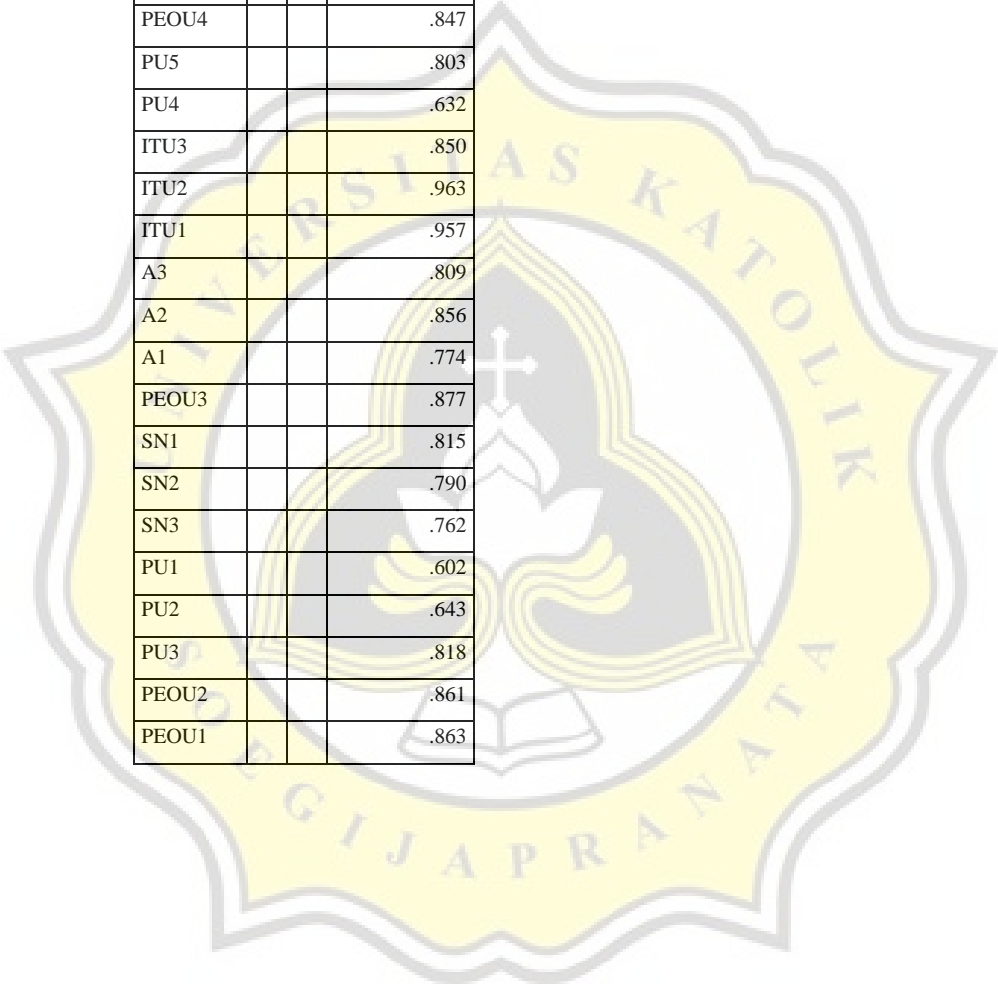 PEOU4 .847
PU5 .803
PU4 .632
ITU3 .850
ITU2 .963
ITU1 .957
A3 .809
A2 .856
A1 .774
PEOU3 .877
SN1 .815
SN2 .790
SN3 .762
PU1 .602
PU2 .643
PU3 .818
PEOU2 .861
PEOU1 .863
UNIVERSITAS KATOLIK
SOEGIJAPRANATA